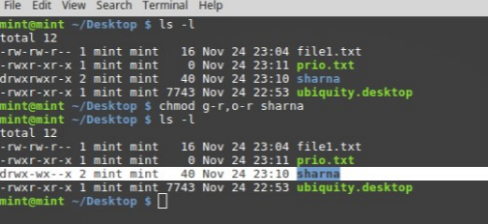 File Edit View Search Terminal Help
mint@mint ~/Desktop $ ls -l
total 12
-rw-rw-r-- 1 mint mint   16 Nov 24 23:04 file1.txt
-rwxr-xr-x 1 mint mint    0 Nov 24 23:11 prio.txt
drwxrwxr-x 2 mint mint   40 Nov 24 23:10 sharna
-rwxr-xr-x 1 mint mint 7743 Nov 24 22:53 ubiquity.desktop
mint@mint ~/Desktop $ chmod g-r,o-r sharna
mint@mint ~/Desktop $ ls -l
total 12
-rw-rw-r-- 1 mint mint   16 Nov 24 23:04 file1.txt
-rwxr-xr-x 1 mint mint    0 Nov 24 23:11 prio.txt
drwx-wx--x 2 mint mint   40 Nov 24 23:10 sharna
-rwxr-xr-x 1 mint mint 7743 Nov 24 22:53 ubiquity.desktop
mint@mint ~/Desktop $